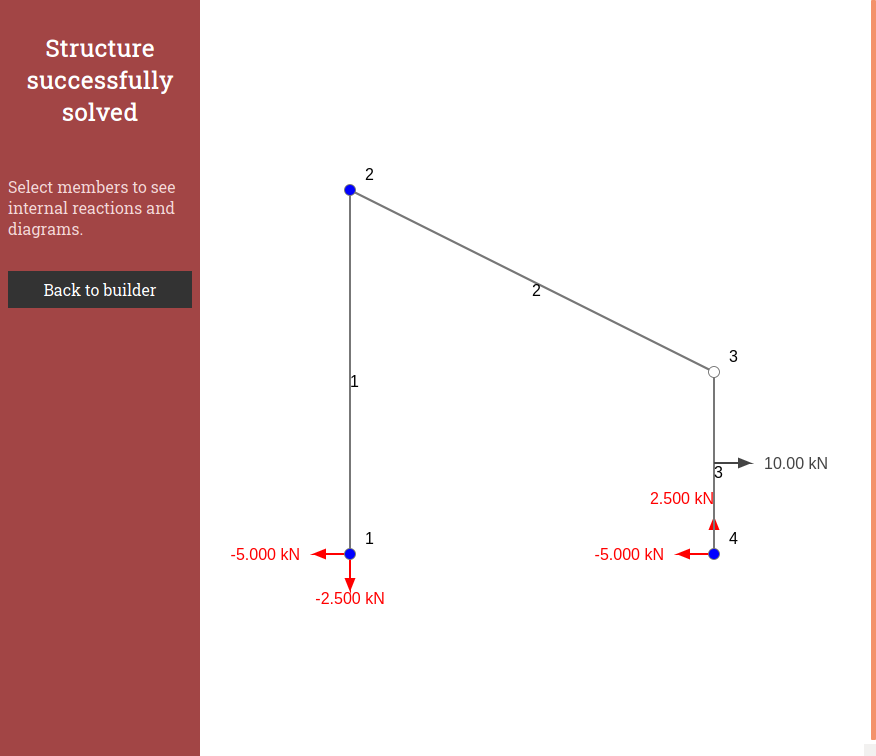 Structure
successfully
solved
Select members to see
internal reactions and
diagrams.
Back to builder
2
2
3
1
10.00 kN
3
2.500 kN
1
4
-5.000 kN
-5.000 kN
-2.500 kN